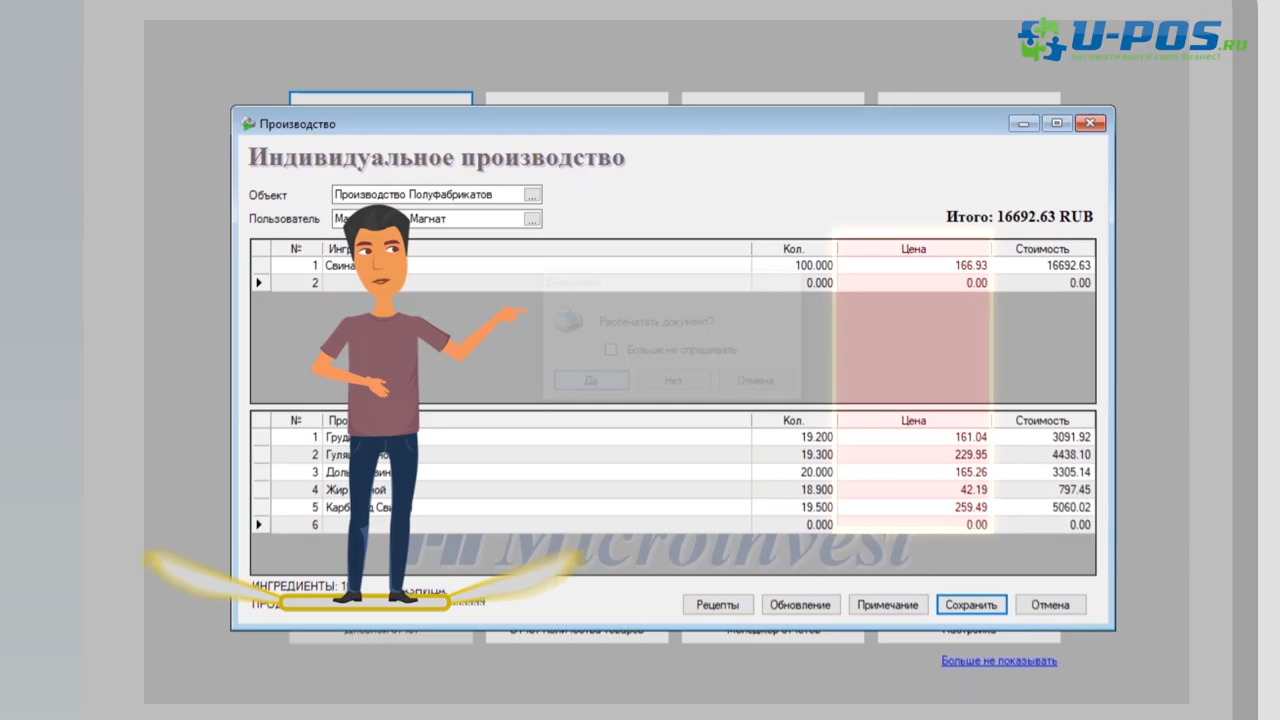 U-POS.RU
автоматизируй свой бизнес!
Производство
Индивидуальное производство
Объект
Производство Полуфабрикатов
...
Пользователь
Магнат
...
Итого: 16692.63 RUB
№ Кол. Цена Стоимость
1 100.000 166.93 16692.63
2 0.000 0.00 0.00
Распечатать документ?
Больше не спрашивать
Да Нет Отмена
№ Кол. Цена Стоимость
1 19.200 161.04 3091.92
2 19.300 229.95 4438.10
3 20.000 165.26 3305.14
4 Жир 18.900 42.19 797.45
5 19.500 259.49 5060.02
6 0.000 0.00 0.00
Microinvest
ИНГРЕДИЕНТЫ:
Рецепты Обновление Примечание Сохранить Отмена
Больше не показывать